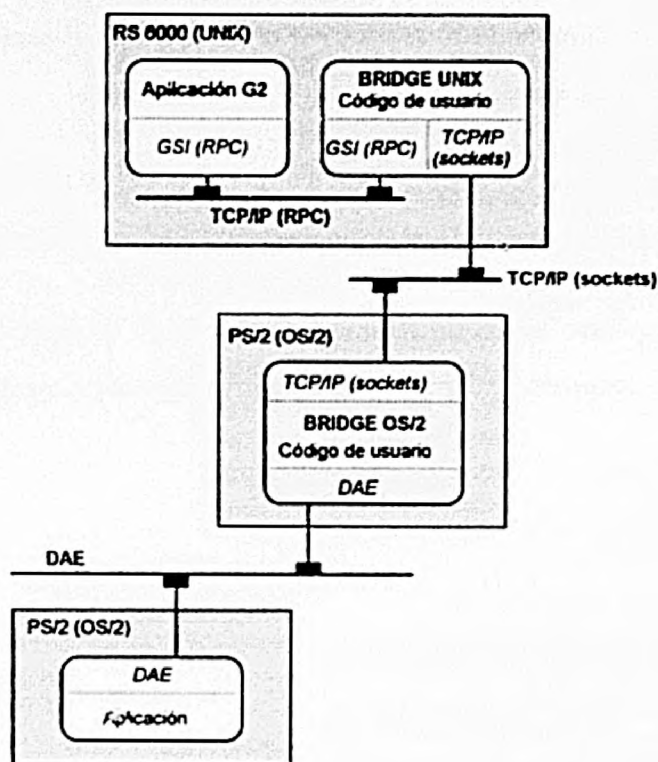 RS 6000 (UNIX)
Aplicación G2
GSI (RPC)
BRIDGE UNIX
Código de usuario
GSI (RPC)
TCP/IP
(sockets)
TCP/IP (RPC)
TCP/IP (sockets)
PS/2 (OS/2)
TCP/IP (sockets)
BRIDGE OS/2
Código de usuario
DAE
DAE
PS/2 (OS/2)
DAE
Aplicación